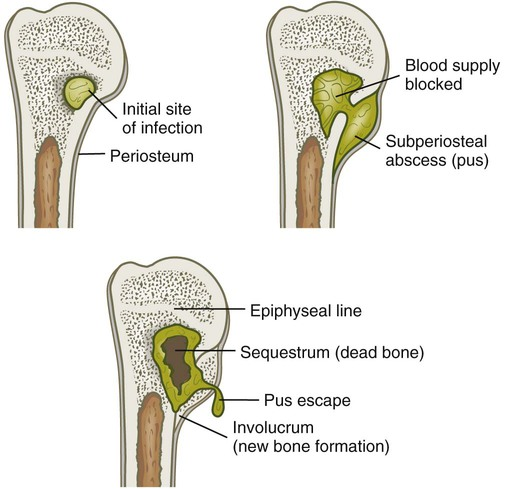 Initial site
of infection
Periosteum
Blood supply
blocked
Subperiosteal
abscess (pus)
Epiphyseal line
Sequestrum (dead bone)
Pus escape
Involucrum
(new bone formation)